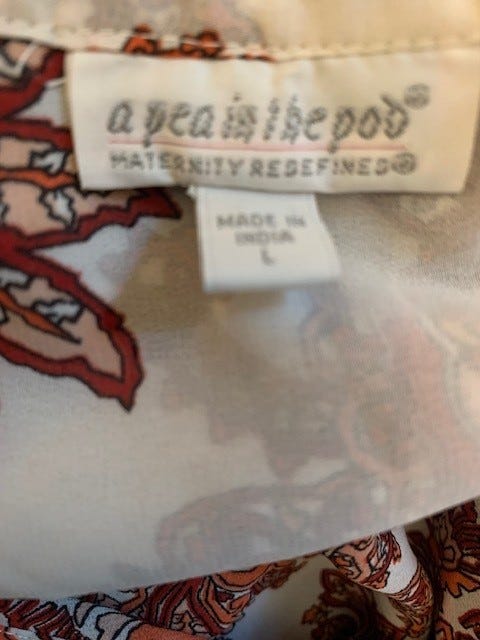 a pea in the pod®
MATERNITY REDEFINED®
MADE IN
INDIA
L